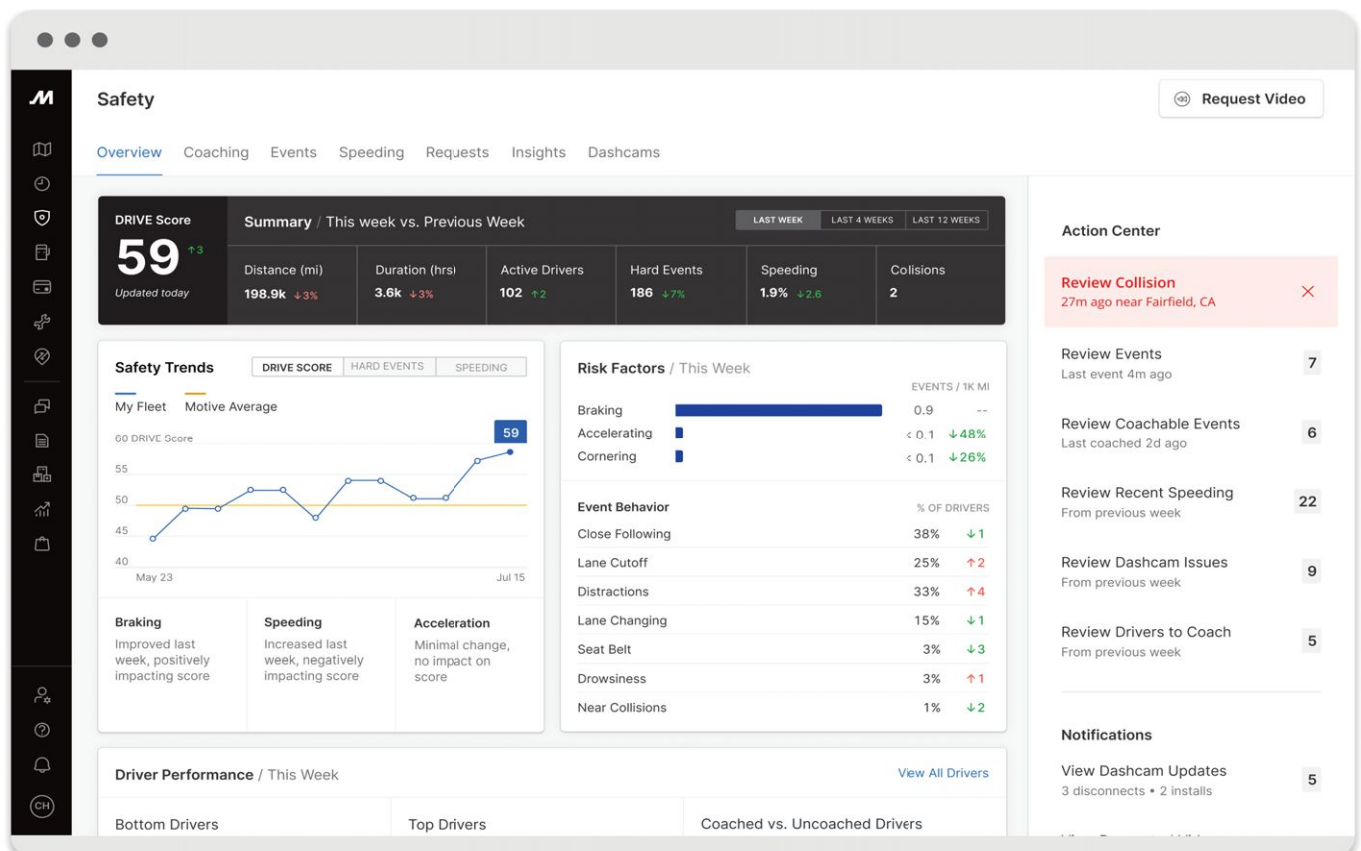 Safety
Request Video
Overview Coaching Events Speeding Requests Insights Dashcams
DRIVE Score
59 ↑3
Updated today
Summary / This week vs. Previous Week
LAST WEEK LAST 4 WEEKS LAST 12 WEEKS
Distance (mi)
198.9k ↓3%
Duration (hrs)
3.6k ↓3%
Active Drivers
102 ↑2
Hard Events
186 ↓7%
Speeding
1.9% ↓2.6
Colisions
2
Safety Trends
DRIVE SCORE HARD EVENTS SPEEDING
My Fleet Motive Average
60 DRIVE Score
59
55
50
45
40
May 23 Jul 15
Braking
Improved last
week, positively
impacting score
Speeding
Increased last
week, negatively
impacting score
Acceleration
Minimal change,
no impact on
score
Risk Factors / This Week
EVENTS / 1K MI
Braking 0.9 --
Accelerating < 0.1 ↓48%
Cornering < 0.1 ↓26%
Event Behavior % OF DRIVERS
Close Following 38% ↓1
Lane Cutoff 25% ↑2
Distractions 33% ↑4
Lane Changing 15% ↓1
Seat Belt 3% ↓3
Drowsiness 3% ↑1
Near Collisions 1% ↓2
Driver Performance / This Week
View All Drivers
Bottom Drivers
Top Drivers
Coached vs. Uncoached Drivers
Action Center
Review Collision
27m ago near Fairfield, CA
Review Events 7
Last event 4m ago
Review Coachable Events 6
Last coached 2d ago
Review Recent Speeding 22
From previous week
Review Dashcam Issues 9
From previous week
Review Drivers to Coach 5
From previous week
Notifications
View Dashcam Updates 5
3 disconnects • 2 installs
CH